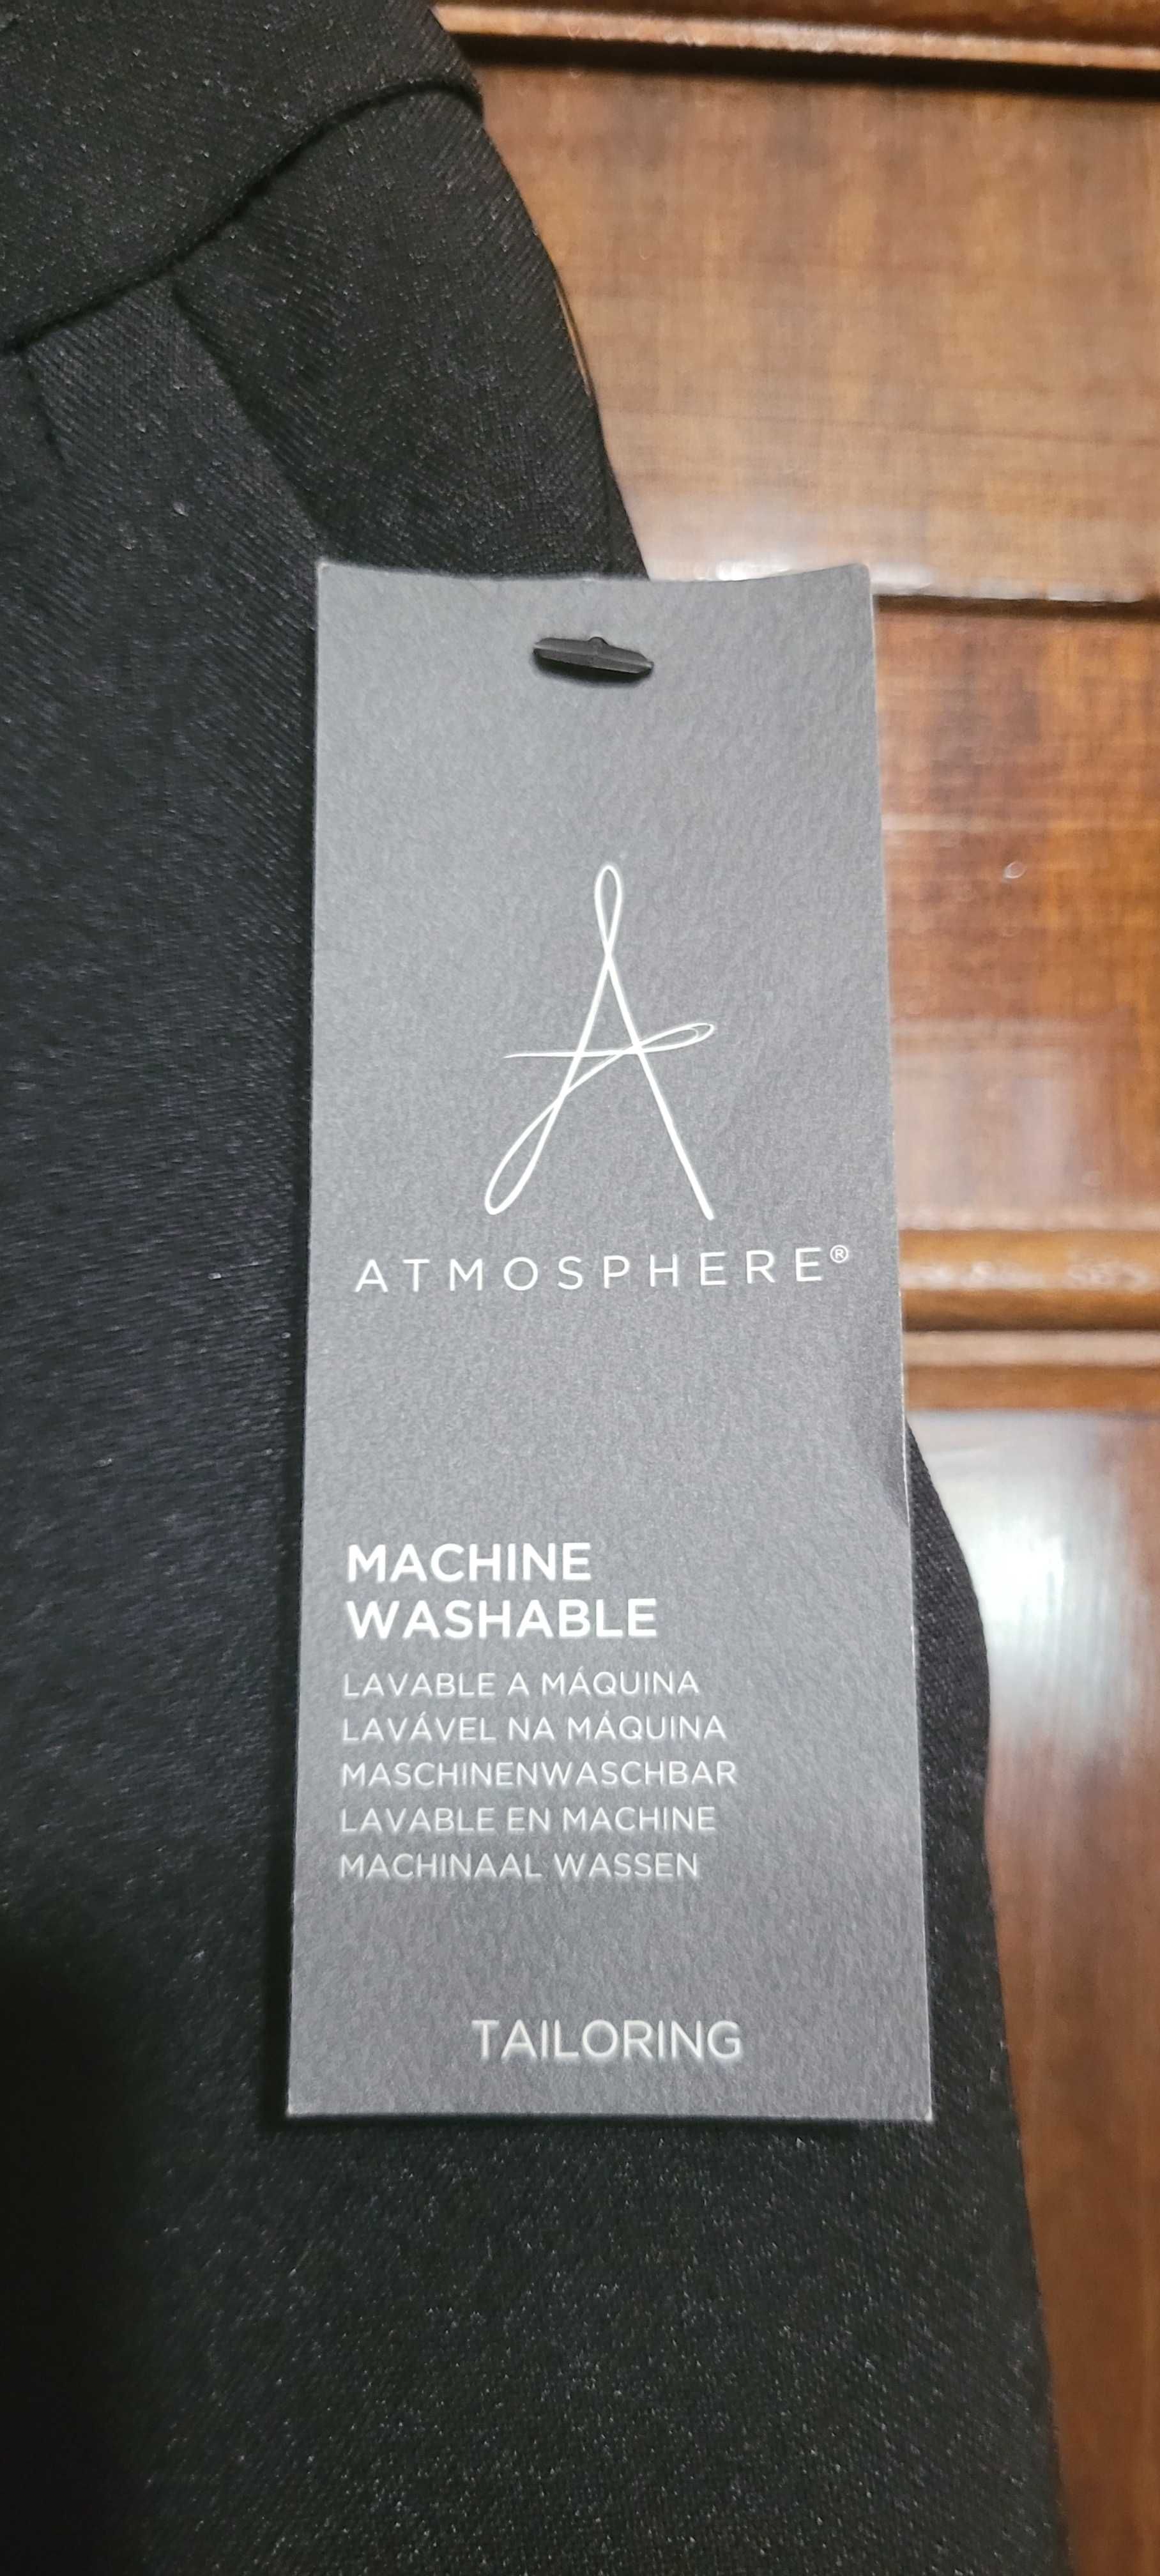 ATMOSPHERE®
MACHINE
WASHABLE
LAVABLE A MÁQUINA
LAVÁVEL NA MÁQUINA
MASCHINENWASCHBAR
LAVABLE EN MACHINE
MACHINAAL WASSEN
TAILORING